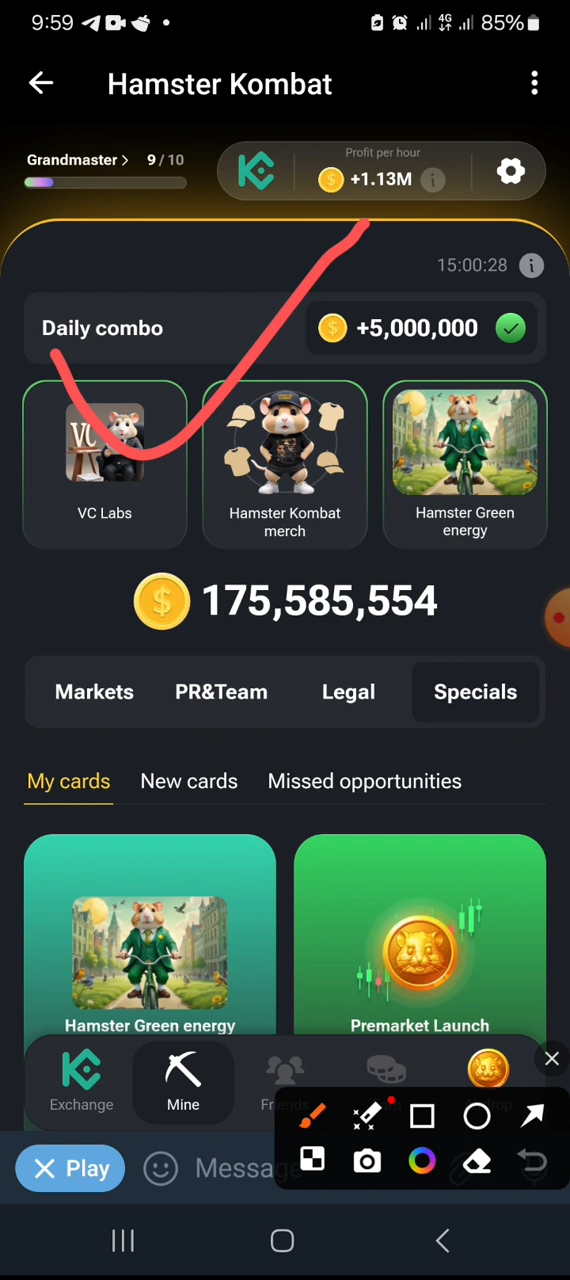 9:59
4G
85%
Hamster Kombat
Grandmaster > 9 / 10
Profit per hour
+1.13M
15:00:28
Daily combo
+5,000,000
VC
VC Labs
Hamster Kombat
merch
Hamster Green
energy
175,585,554
Markets PR&Team Legal Specials
My cards New cards Missed opportunities
Hamster Green energy
Premarket Launch
Exchange Mine
Play
Message